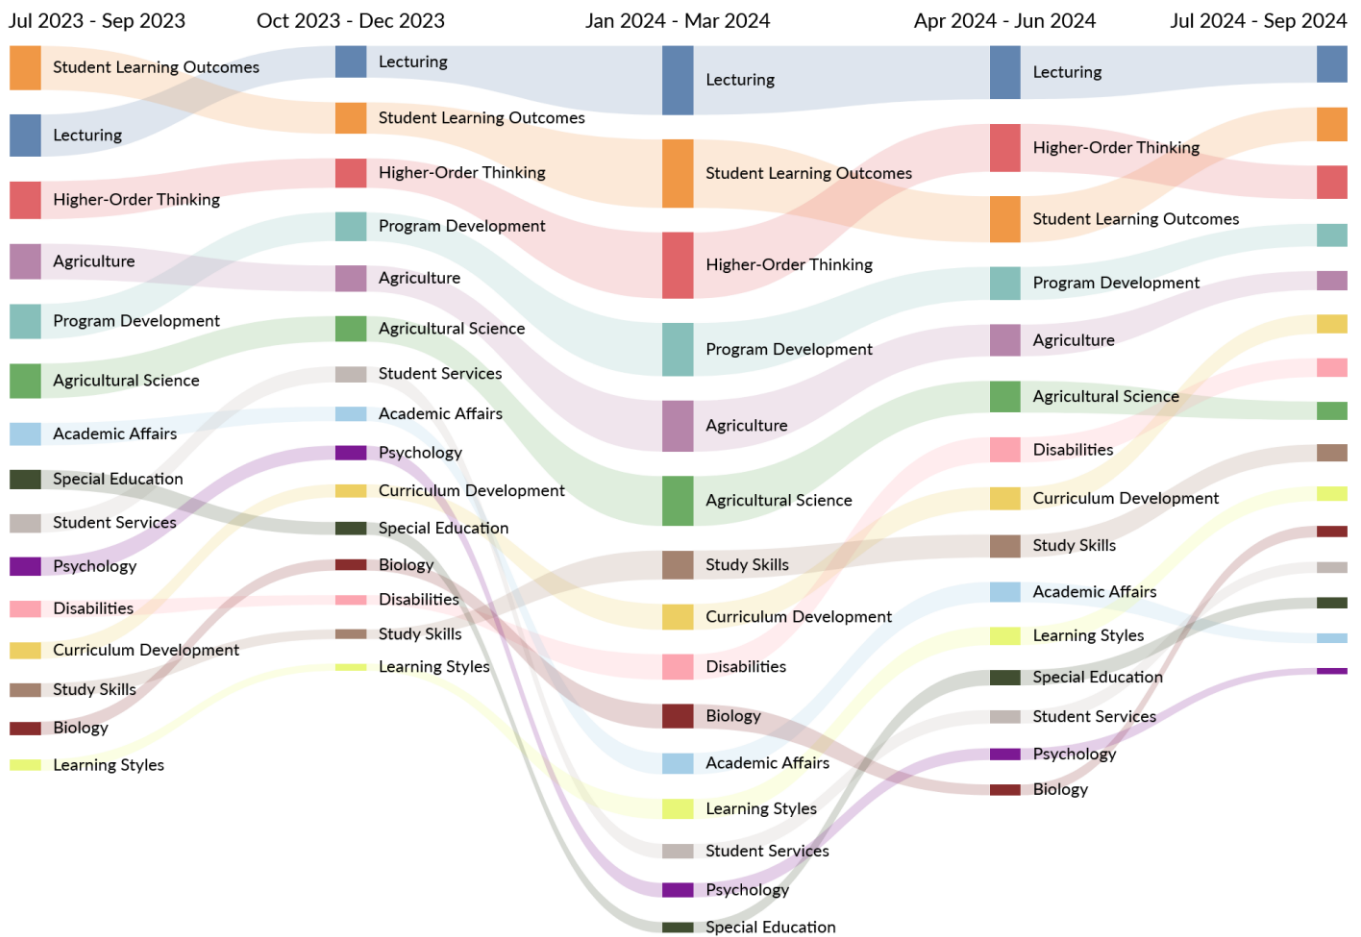 Jul 2023 - Sep 2023
Oct 2023 - Dec 2023
Jan 2024 - Mar 2024
Apr 2024 - Jun 2024
Jul 2024 - Sep 2024
Student Learning Outcomes
Lecturing
Higher-Order Thinking
Agriculture
Program Development
Agricultural Science
Academic Affairs
Special Education
Student Services
Psychology
Disabilities
Curriculum Development
Study Skills
Biology
Learning Styles
Lecturing
Student Learning Outcomes
Higher-Order Thinking
Program Development
Agriculture
Agricultural Science
Student Services
Academic Affairs
Psychology
Curriculum Development
Special Education
Biology
Disabilities
Study Skills
Learning Styles
Lecturing
Student Learning Outcomes
Higher-Order Thinking
Program Development
Agriculture
Agricultural Science
Study Skills
Curriculum Development
Disabilities
Biology
Academic Affairs
Learning Styles
Student Services
Psychology
Special Education
Lecturing
Higher-Order Thinking
Student Learning Outcomes
Program Development
Agriculture
Agricultural Science
Disabilities
Curriculum Development
Study Skills
Academic Affairs
Learning Styles
Special Education
Student Services
Psychology
Biology